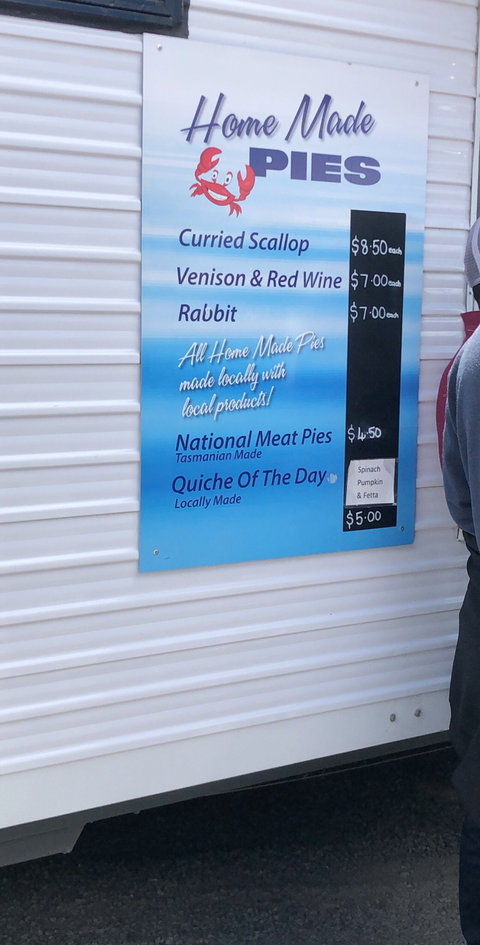 Home Made
PIES
Curried Scallop $8.50 each
Venison & Red Wine $7.00 each
Rabbit $7.00 each
All Home Made Pies
made locally with
local products!
National Meat Pies $4.50
Tasmanian Made
Quiche Of The Day Spinach
Pumpkin
& Fetta
Locally Made
$5.00